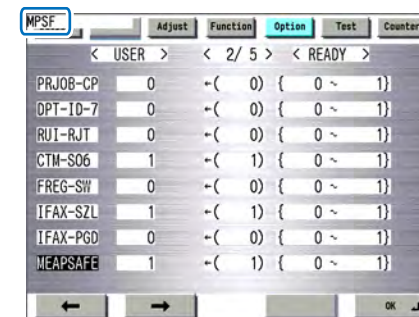 MPSF Adjust Function Option Test Counter
< USER > < 2/ 5 > < READY >
PRJOB-CP 0 ←( 0) { 0 ~ 1}
DPT-ID-7 0 ←( 0) { 0 ~ 1}
RUI-RJT 0 ←( 0) { 0 ~ 1}
CTM-S06 1 ←( 1) { 0 ~ 1}
FREG-SW 0 ←( 0) { 0 ~ 1}
IFAX-SZL 1 ←( 1) { 0 ~ 1}
IFAX-PGD 0 ←( 0) { 0 ~ 1}
MEAPSAFE 1 ←( 1) { 0 ~ 1}
← → OK